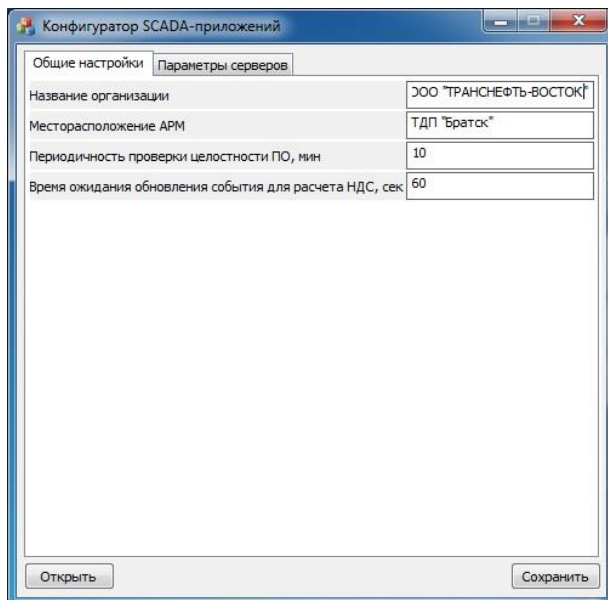 Конфигуратор SCADA-приложений
Общие настройки Параметры серверов
Название организации ООО "ТРАНСНЕФТЬ-ВОСТОК"
Месторасположение АРМ ТДП "Братск"
Периодичность проверки целостности ПО, мин 10
Время ожидания обновления события для расчета НДС, сек 60
Открыть Сохранить